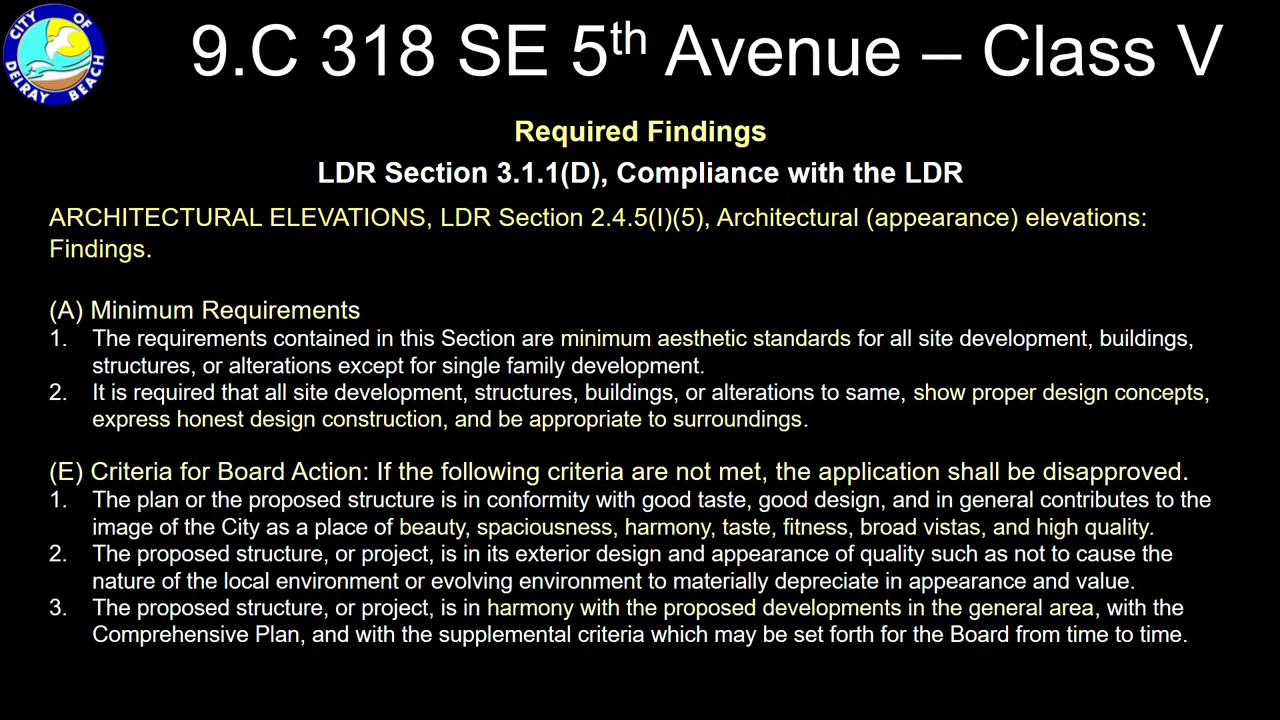 CITY OF
DELRAY BEACH
9.C 318 SE 5th Avenue – Class V
Required Findings
LDR Section 3.1.1(D), Compliance with the LDR
ARCHITECTURAL ELEVATIONS, LDR Section 2.4.5(I)(5), Architectural (appearance) elevations:
Findings.
(A) Minimum Requirements
1. The requirements contained in this Section are minimum aesthetic standards for all site development, buildings,
structures, or alterations except for single family development.
2. It is required that all site development, structures, buildings, or alterations to same, show proper design concepts,
express honest design construction, and be appropriate to surroundings.
(E) Criteria for Board Action: If the following criteria are not met, the application shall be disapproved.
1. The plan or the proposed structure is in conformity with good taste, good design, and in general contributes to the
image of the City as a place of beauty, spaciousness, harmony, taste, fitness, broad vistas, and high quality.
2. The proposed structure, or project, is in its exterior design and appearance of quality such as not to cause the
nature of the local environment or evolving environment to materially depreciate in appearance and value.
3. The proposed structure, or project, is in harmony with the proposed developments in the general area, with the
Comprehensive Plan, and with the supplemental criteria which may be set forth for the Board from time to time.